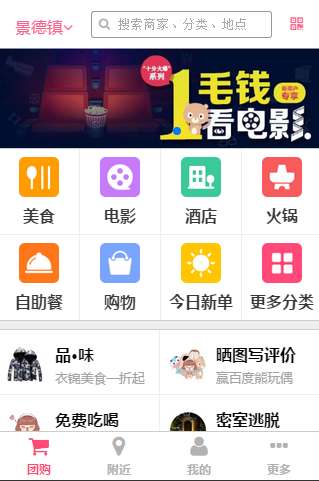 景德镇
搜索商家、分类、地点
“十分火爆”
系列
1毛钱
新用户
专享
看电影
美食
电影
酒店
火锅
自助餐
购物
今日新单
更多分类
品·味
晒图写评价
衣锦美食一折起
赢百度熊玩偶
免费吃喝
密室逃脱
团购
附近
我的
更多